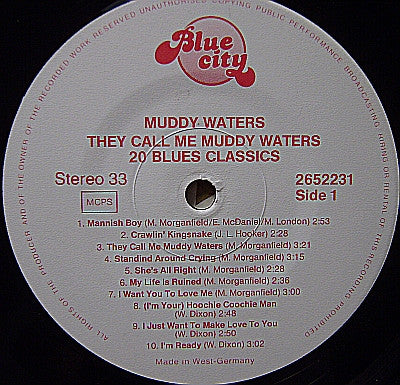 Blue
city
MUDDY WATERS
THEY CALL ME MUDDY WATERS
20 BLUES CLASSICS
Stereo 33
MCPS
2652231
Side 1
1. Mannish Boy (M. Morganfield/E. McDaniel/M. London) 2:53
2. Crawlin' Kingsnake (J. L. Hooker) 2:28
3. They Call Me Muddy Waters (M. Morganfield) 3:21
4. Standind Around Crying (M. Morganfield) 3:15
5. She's All Right (M. Morganfield) 2:28
6. My Life is Ruined (M. Morganfield) 2:36
7. I Want You To Love Me (M. Morganfield) 3:00
8. (I'm Your) Hoochie Coochie Man
(W. Dixon) 2:48
9. I Just Want To Make Love To You
(W. Dixon) 2:50
10. I'm Ready (W. Dixon) 3:02
Made in West-Germany
ALL RIGHTS OF THE PRODUCER AND OF THE OWNER OF THE RECORDED WORK RESERVED UNAUTHORISED COPYING PUBLIC PERFORMANCE BROADCASTING HIRING OR RENTAL OF THIS RECORDING PROHIBITED